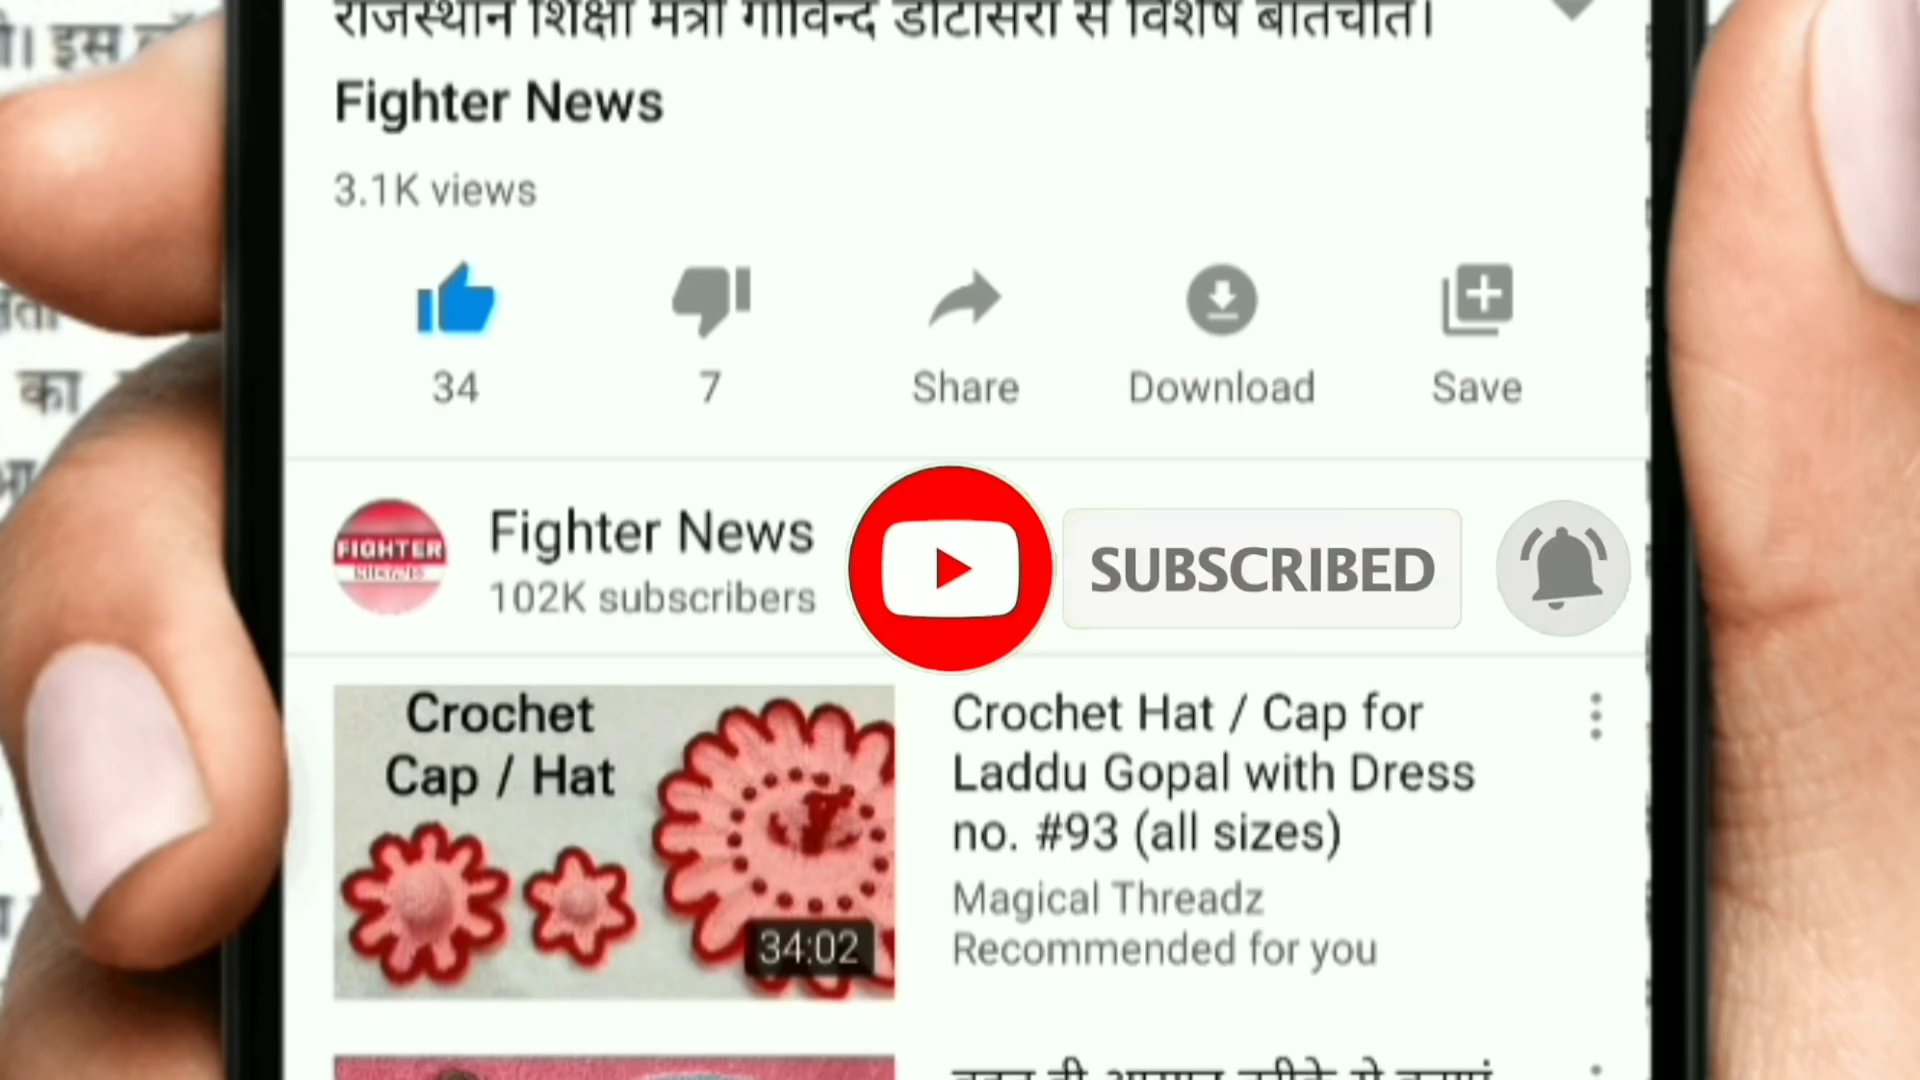 राजस्थान शिक्षा मंत्री गोविन्द डोटासरा से विशेष बातचीत।
Fighter News
3.1K views
34
7
Share
Download
Save
FIGHTER
Fighter News
102K subscribers
SUBSCRIBED
Crochet
Cap / Hat
34:02
Crochet Hat / Cap for
Laddu Gopal with Dress
no. #93 (all sizes)
Magical Threadz
Recommended for you
का
। इस